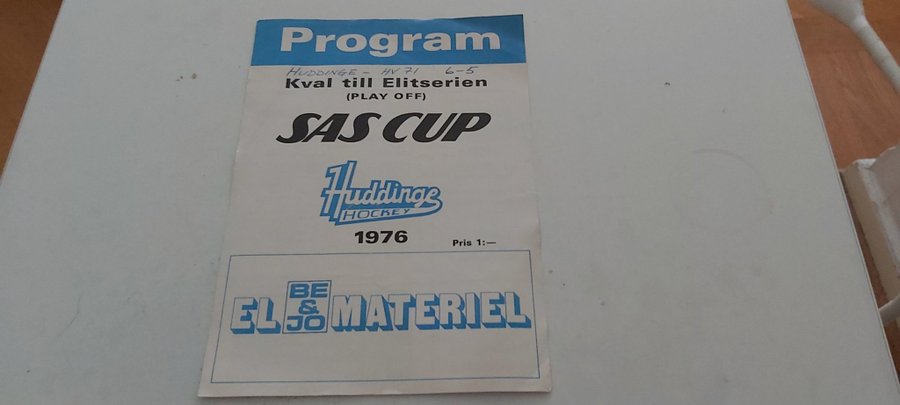 Program
HUDDINGE - HV 71 6-5
Kval till Elitserien
(PLAY OFF)
SAS CUP
Huddinge
HOCKEY
1976
Pris 1:—
EL BE & JO MATERIEL